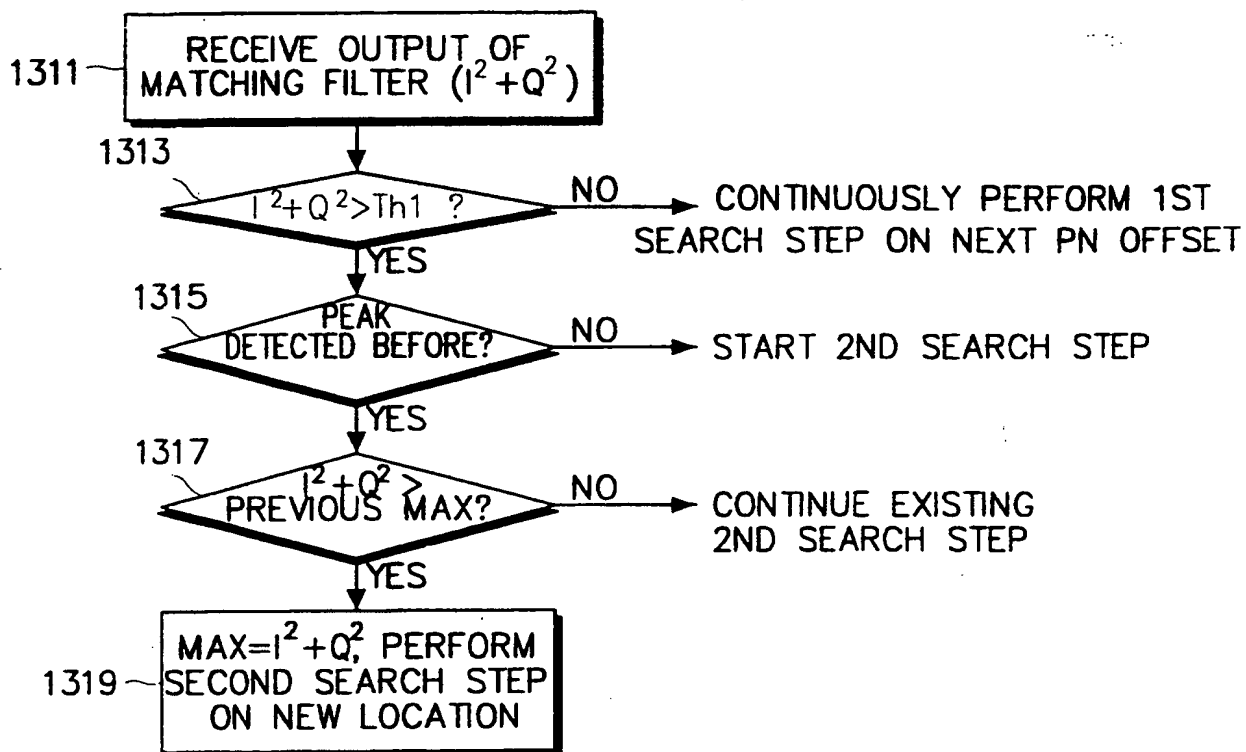 1311
RECEIVE OUTPUT OF
MATCHING FILTER (I²+Q²)
1313
I²+Q²>Th1 ?
NO
CONTINUOUSLY PERFORM 1ST
SEARCH STEP ON NEXT PN OFFSET
YES
1315
PEAK
DETECTED BEFORE?
NO
START 2ND SEARCH STEP
YES
1317
I²+Q² >
PREVIOUS MAX?
NO
CONTINUE EXISTING
2ND SEARCH STEP
YES
1319
MAX=I²+Q², PERFORM
SECOND SEARCH STEP
ON NEW LOCATION